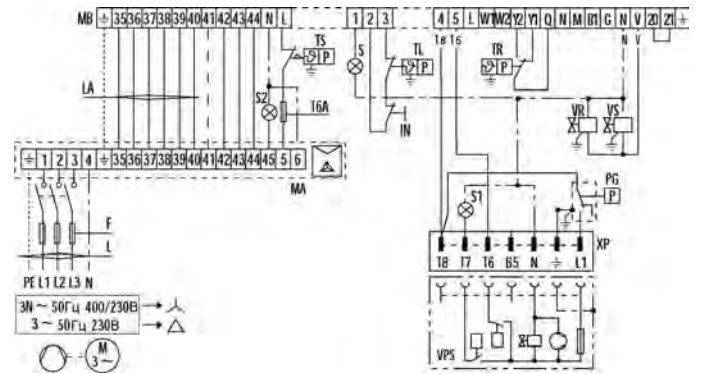 MB ⏚ 35 36 37 38 39 40 41 42 43 44 N L
1 2 3
4 5 L W1 W2 Y2 Y1 Q N M B1 G N V 20 21 ⏚
T8 T6
N V
TS
P
S
TL
P
TR
P
LA
S2
T6A
IN
VR
VS
⏚ 1 2 3 4 ⏚ 35 36 37 38 39 40 41 42 43 44 45 5 6
MA
PG
P
S1
XP
T8 T7 T6 B5 N ⏚ L1
F
L
PE L1 L2 L3 N
3N ~ 50Гц 400/230В
3 ~ 50Гц 230В
M
3~
VPS